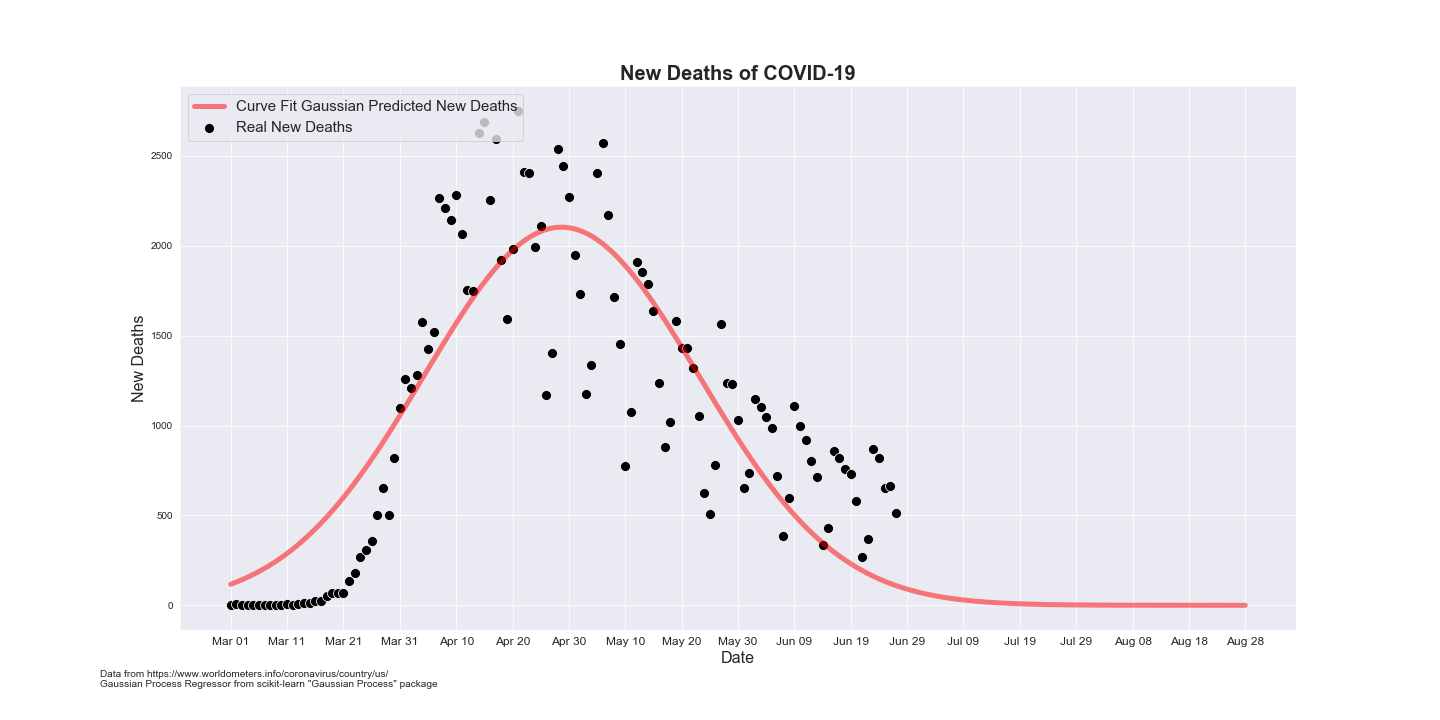 New Deaths of COVID-19
Curve Fit Gaussian Predicted New Deaths
Real New Deaths
2500
2000
1500
1000
500
0
New Deaths
Mar 01 Mar 11 Mar 21 Mar 31 Apr 10 Apr 20 Apr 30 May 10 May 20 May 30 Jun 09 Jun 19 Jun 29 Jul 09 Jul 19 Jul 29 Aug 08 Aug 18 Aug 28
Date
Data from https://www.worldometers.info/coronavirus/country/us/
Gaussian Process Regressor from scikit-learn "Gaussian Process" package